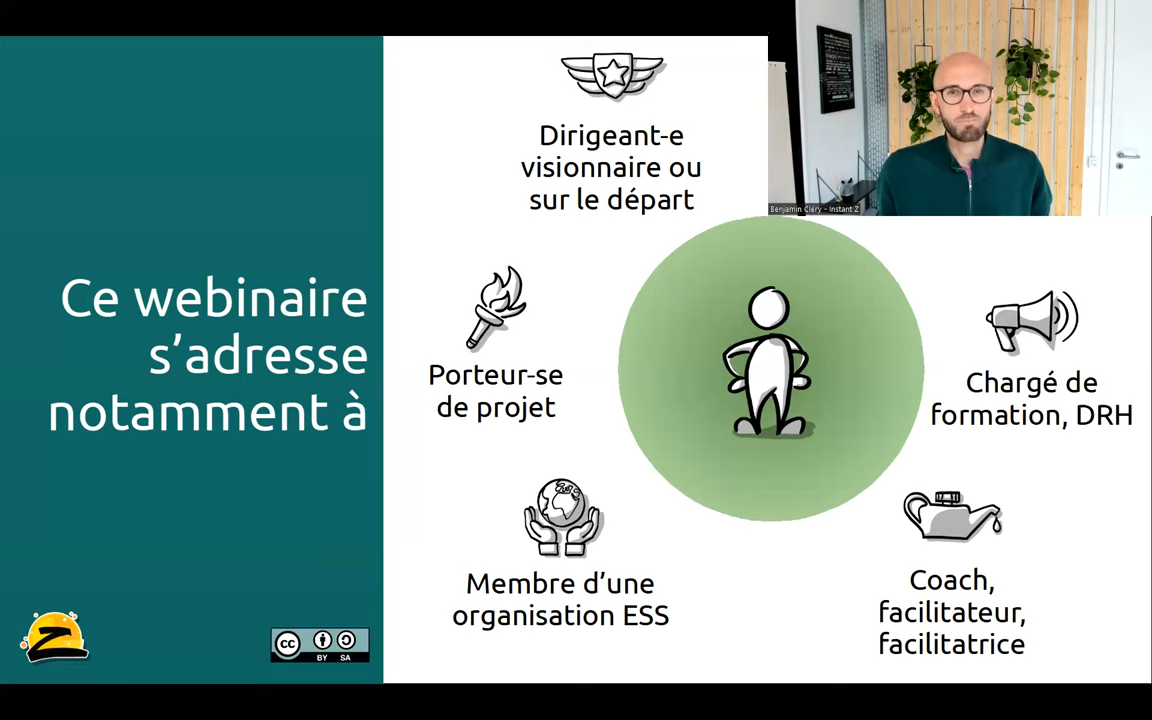 Ce webinaire
s’adresse
notamment à
Dirigeant-e
visionnaire ou
sur le départ
Benjamin Cléry - Instant Z
Porteur-se
de projet
Chargé de
formation, DRH
Membre d’une
organisation ESS
Coach,
facilitateur,
facilitatrice
Z
cc
BY SA